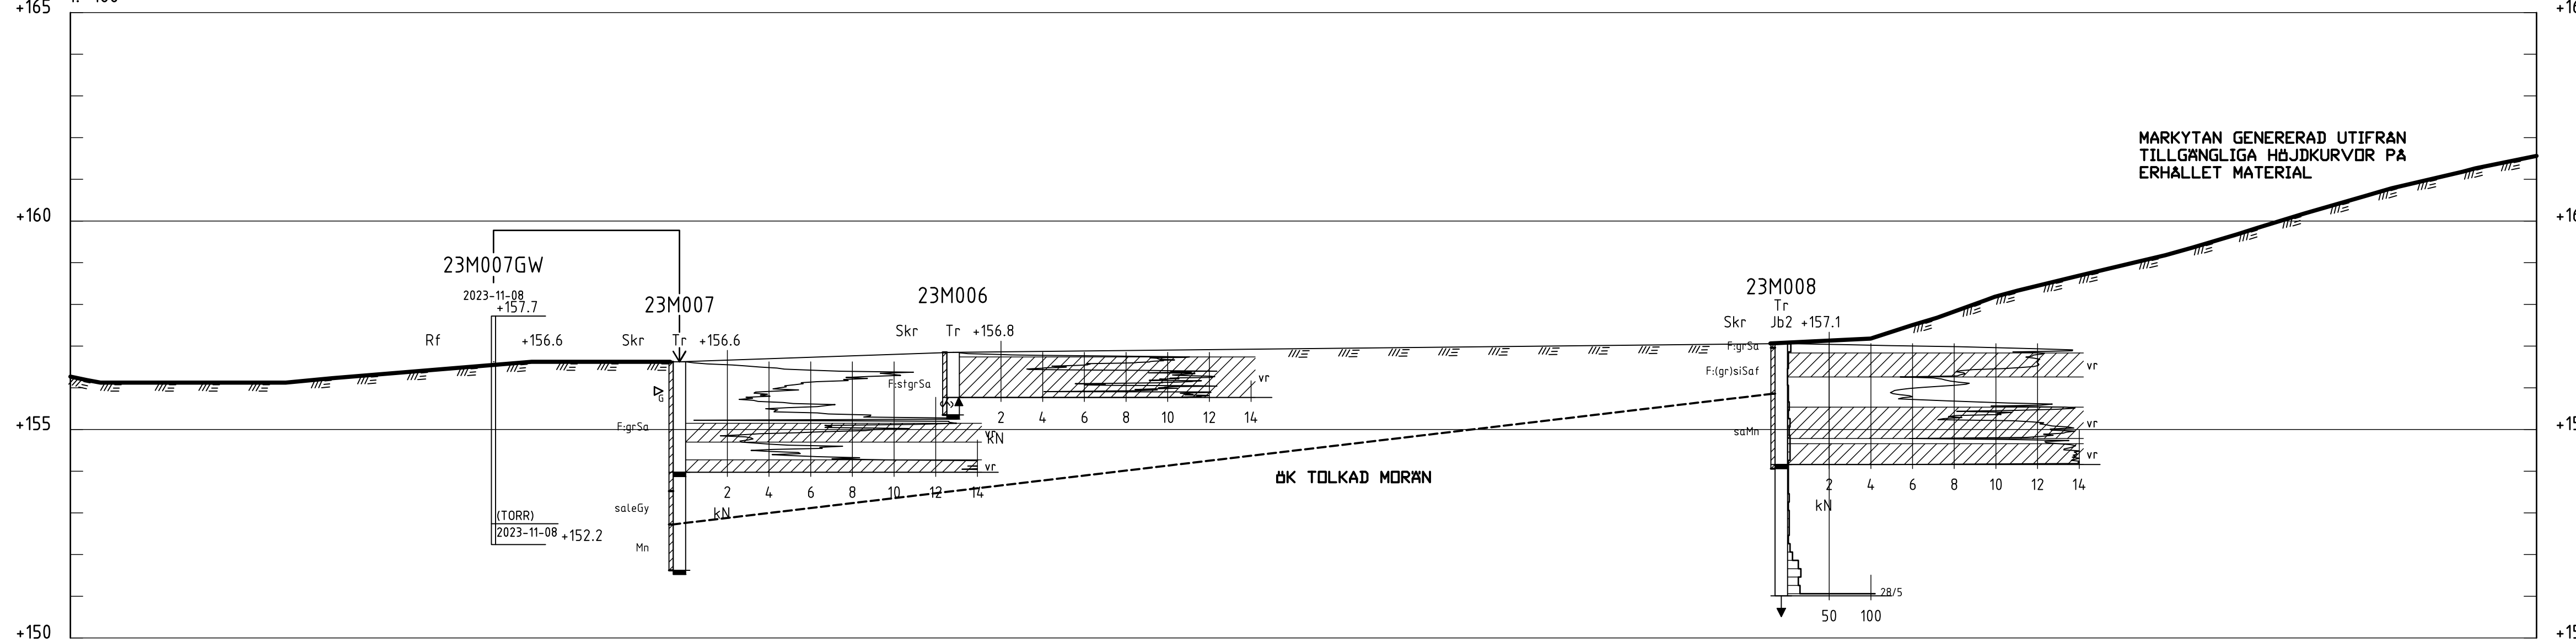 +165
+165
MARKYTAN GENERERAD UTIFRÅN
TILLGÄNGLIGA HÖJDKURVOR PÅ
ERHÅLLET MATERIAL
+160
23M007GW
2023-11-08
+157.7
23M007
23M006
23M008
Tr
Rf
+156.6
Skr
Tr
+156.6
Skr
Tr
+156.8
Skr
Jb2
+157.1
F:grSa
F:(gr)siSaf
saMn
vr
vr
vr
F:stgrSa
vr
2 4 6 8 10 12 14
kN
G
+155
F:grSa
vr
vr
2 4 6 8 10 12 14
kN
saleGy
Mn
ÖK TOLKAD MORÄN
2 4 6 8 10 12 14
kN
(TORR)
2023-11-08
+152.2
28/5
50 100
+150